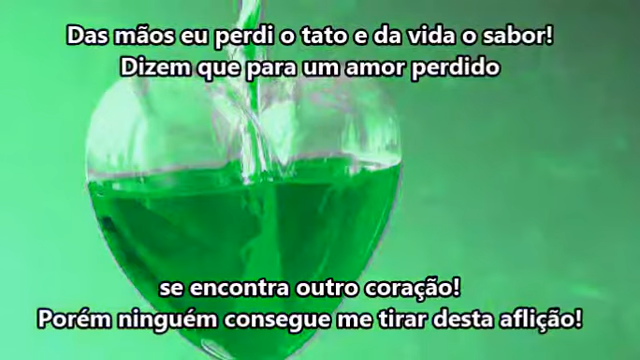 Das mãos eu perdi o tato e da vida o sabor!
Dizem que para um amor perdido
se encontra outro coração!
Porém ninguém consegue me tirar desta aflição!